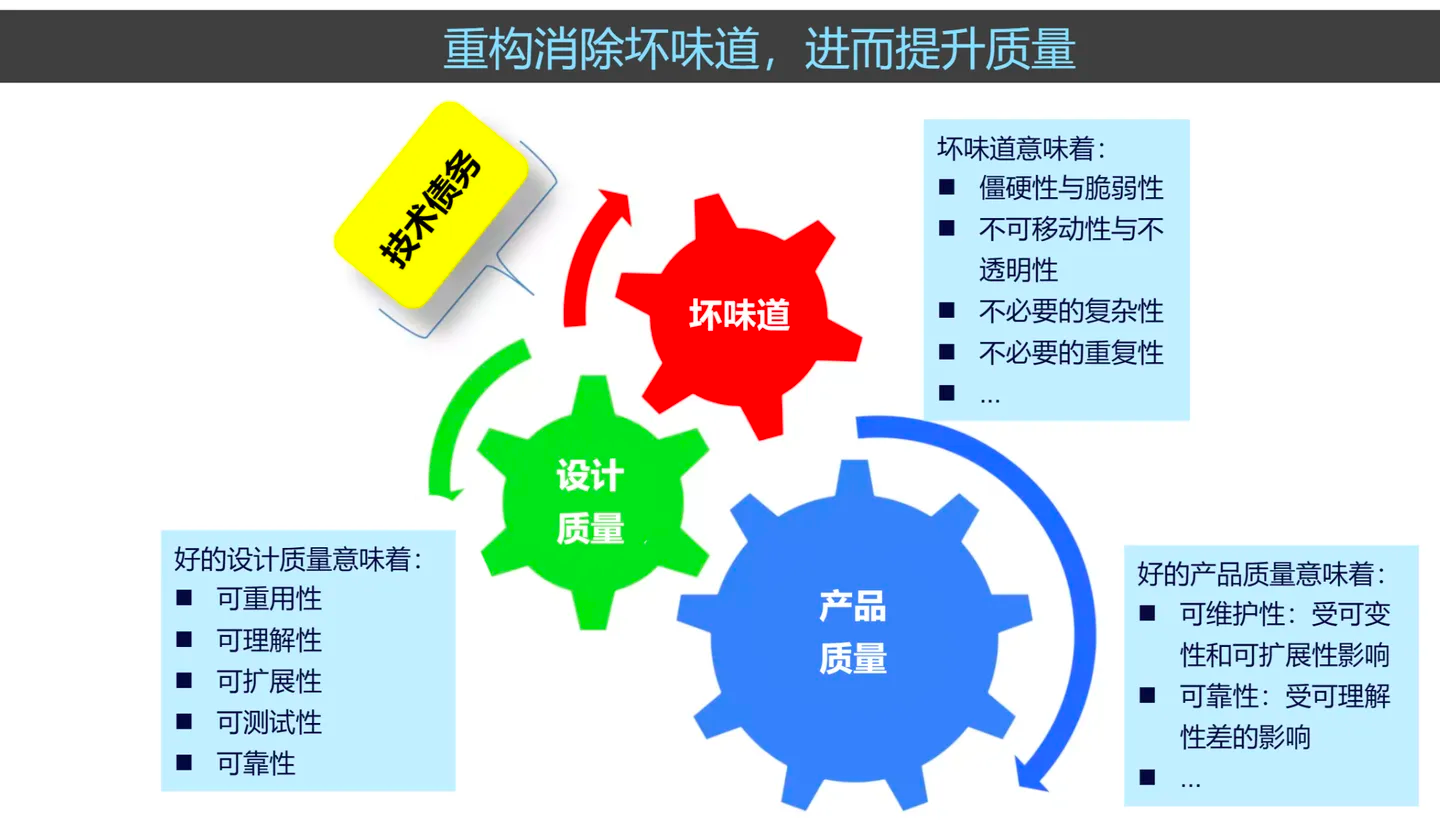 重构消除坏味道，进而提升质量
技术债务
坏味道意味着：
■ 僵硬性与脆弱性
■ 不可移动性与不
透明性
■ 不必要的复杂性
■ 不必要的重复性
■ ...
坏味道
设计
质量
好的设计质量意味着：
■ 可重用性
■ 可理解性
■ 可扩展性
■ 可测试性
■ 可靠性
产品
质量
好的产品质量意味着：
■ 可维护性：受可变
性和可扩展性影响
■ 可靠性：受可理解
性差的影响
■ ...